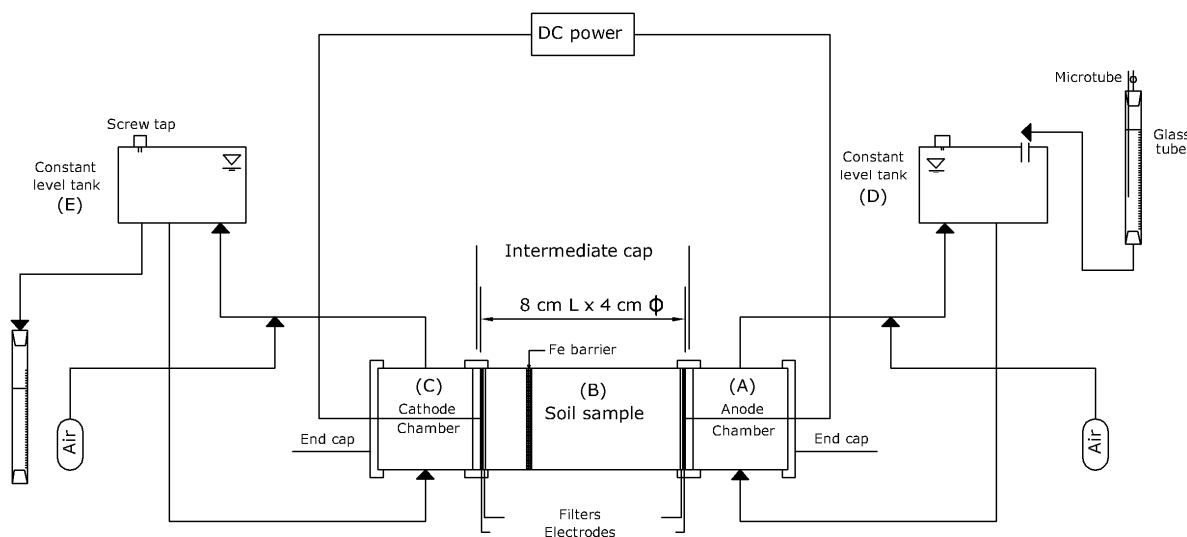 DC power
Microtube
Glass
tube
Screw tap
Constant
level tank
(E)
Constant
level tank
(D)
Intermediate cap
8 cm L x 4 cm Φ
Fe barrier
(C)
Cathode
Chamber
(B)
Soil sample
(A)
Anode
Chamber
End cap
End cap
Air
Air
Filters
Electrodes